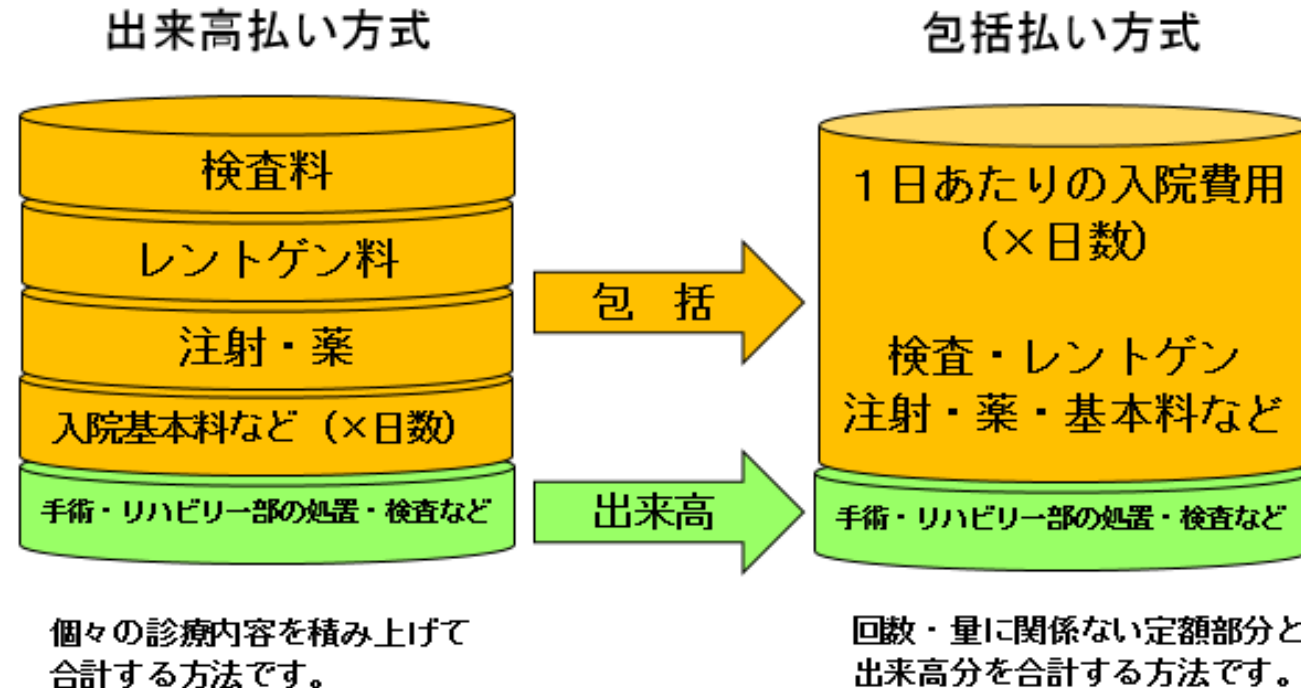 出来高払い方式
検査料
レントゲン料
注射・薬
入院基本料など（×日数）
手術・リハビリ一部の処置・検査など
個々の診療内容を積み上げて
合計する方法です。
包　括
出来高
包括払い方式
１日あたりの入院費用
（×日数）
検査・レントゲン
注射・薬・基本料など
手術・リハビリ一部の処置・検査など
回数・量に関係ない定額部分と
出来高分を合計する方法です。